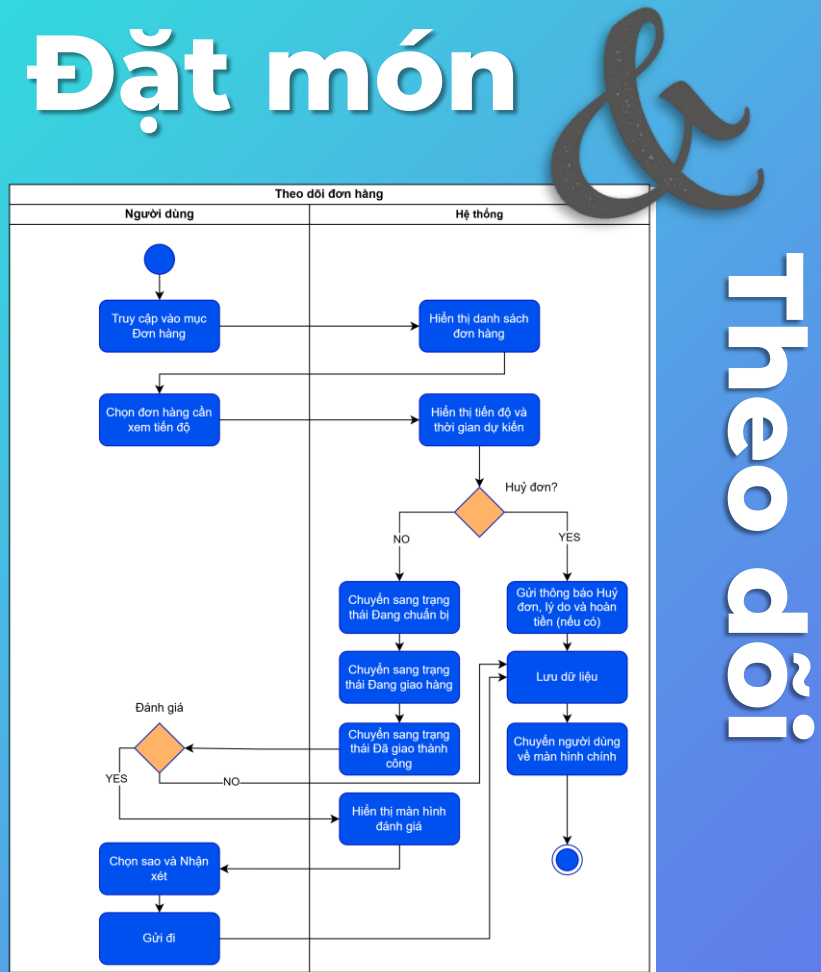 Đặt món
&
Theo dõi
Theo dõi đơn hàng
Người dùng
Hệ thống
Truy cập vào mục
Đơn hàng
Hiển thị danh sách
đơn hàng
Chọn đơn hàng cần
xem tiến độ
Hiển thị tiến độ và
thời gian dự kiến
Huỷ đơn?
NO
YES
Chuyển sang trạng
thái Đang chuẩn bị
Gửi thông báo Huỷ
đơn, lý do và hoàn
tiền (nếu có)
Chuyển sang trạng
thái Đang giao hàng
Lưu dữ liệu
Đánh giá
Chuyển sang trạng
thái Đã giao thành
công
Chuyển người dùng
về màn hình chính
YES
NO
Hiển thị màn hình
đánh giá
Chọn sao và Nhận
xét
Gửi đi